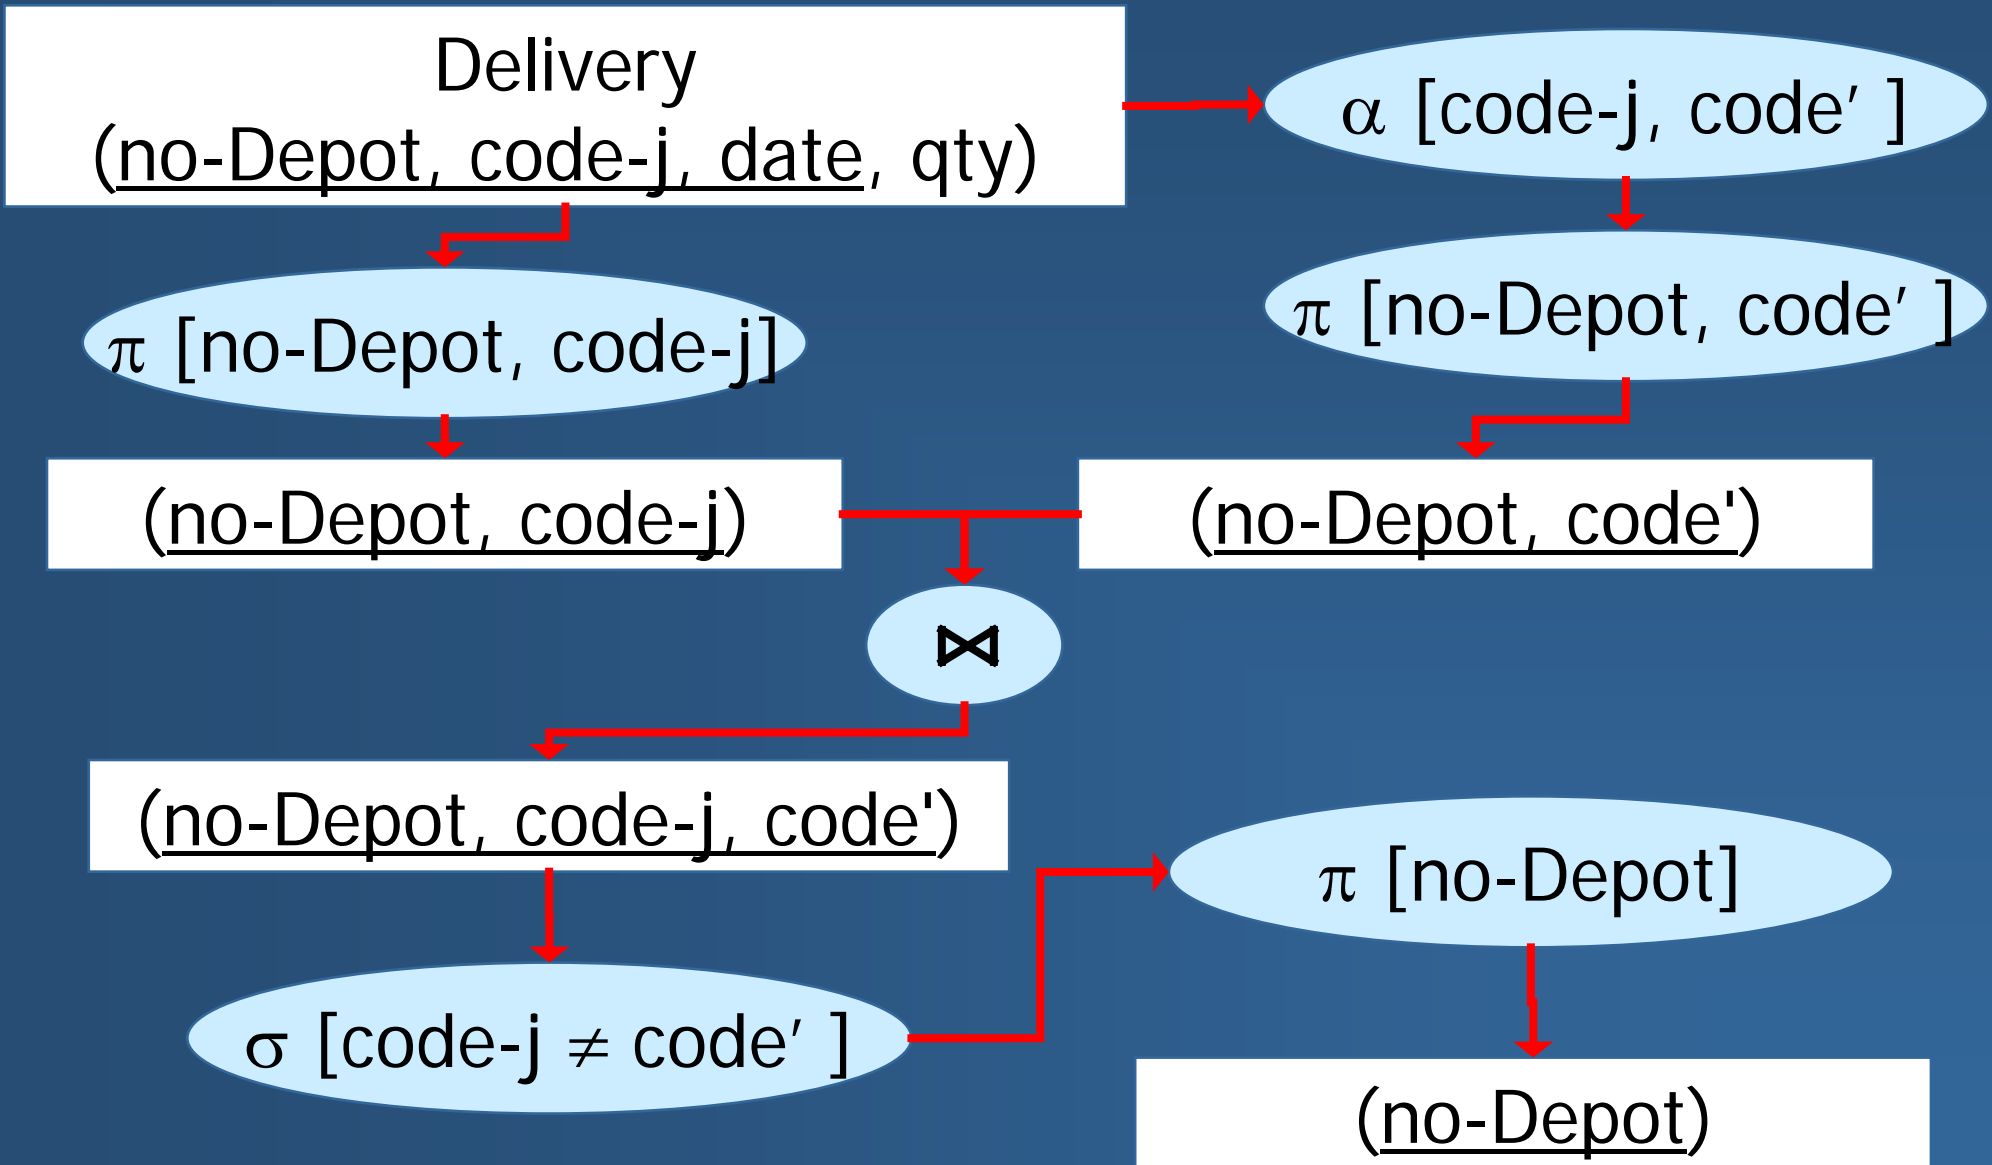 Delivery
(no-Depot, code-j, date, qty)
α [code-j, code′ ]
π [no-Depot, code-j]
π [no-Depot, code′ ]
(no-Depot, code-j)
(no-Depot, code')
⋈
(no-Depot, code-j, code')
σ [code-j ≠ code′ ]
π [no-Depot]
(no-Depot)